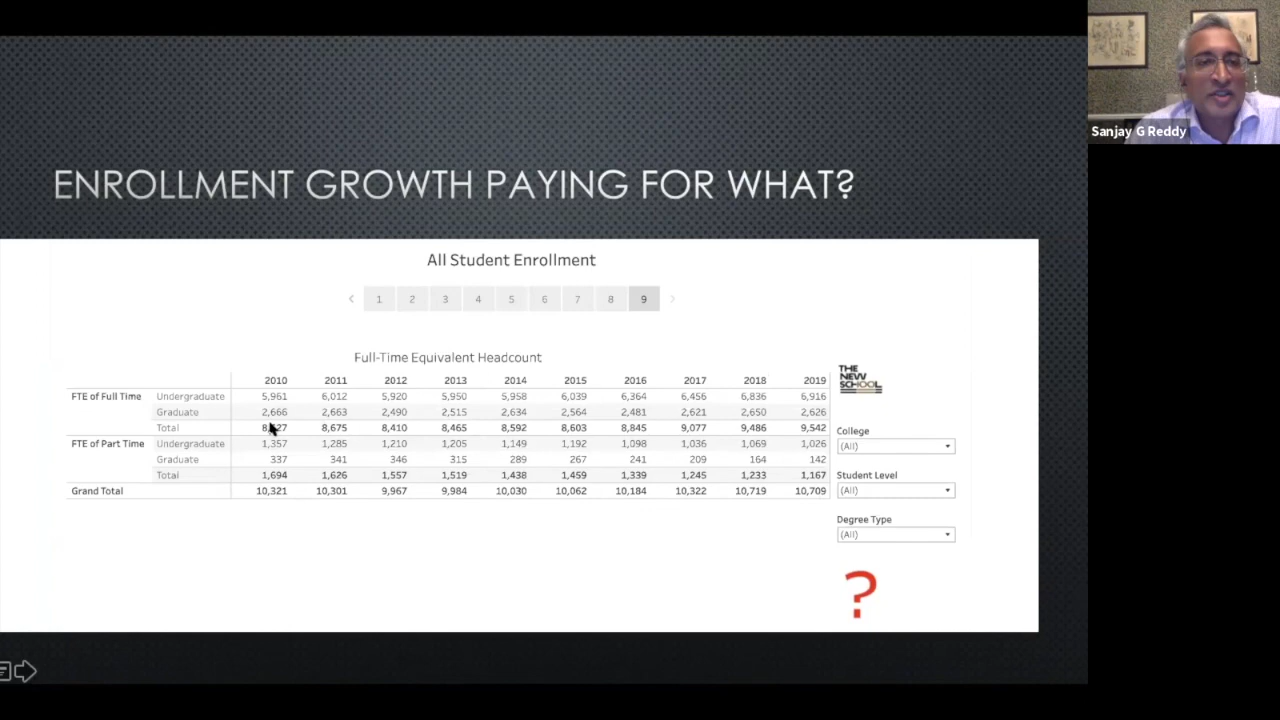 Sanjay G Reddy
ENROLLMENT GROWTH PAYING FOR WHAT?
All Student Enrollment
< 1 2 3 4 5 6 7 8 9 >
Full-Time Equivalent Headcount
2010 2011 2012 2013 2014 2015 2016 2017 2018 2019
FTE of Full Time Undergraduate 5,961 6,012 5,920 5,950 5,958 6,039 6,364 6,456 6,836 6,916
Graduate 2,666 2,663 2,490 2,515 2,634 2,564 2,481 2,621 2,650 2,626
Total 8,675 8,410 8,465 8,592 8,603 8,845 9,077 9,486 9,542
FTE of Part Time Undergraduate 1,357 1,285 1,210 1,205 1,149 1,192 1,098 1,036 1,069 1,026
Graduate 337 341 346 315 289 267 241 209 164 142
Total 1,694 1,626 1,557 1,519 1,438 1,459 1,339 1,245 1,233 1,167
Grand Total 10,321 10,301 9,967 9,984 10,030 10,062 10,184 10,322 10,719 10,709
THE
NEW
SCHOOL
College
(All)
Student Level
(All)
Degree Type
(All)
?